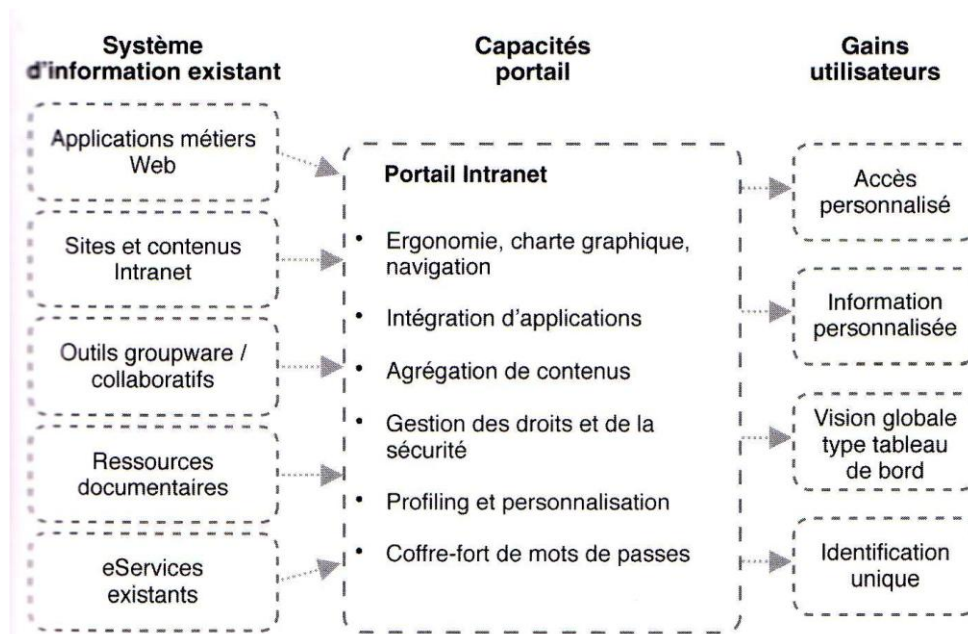 Système
d'information existant
Applications métiers
Web
Sites et contenus
Intranet
Outils groupware /
collaboratifs
Ressources
documentaires
eServices
existants
Capacités
portail
Portail Intranet
• Ergonomie, charte graphique,
navigation
• Intégration d'applications
• Agrégation de contenus
• Gestion des droits et de la
sécurité
• Profiling et personnalisation
• Coffre-fort de mots de passes
Gains
utilisateurs
Accès
personnalisé
Information
personnalisée
Vision globale
type tableau
de bord
Identification
unique